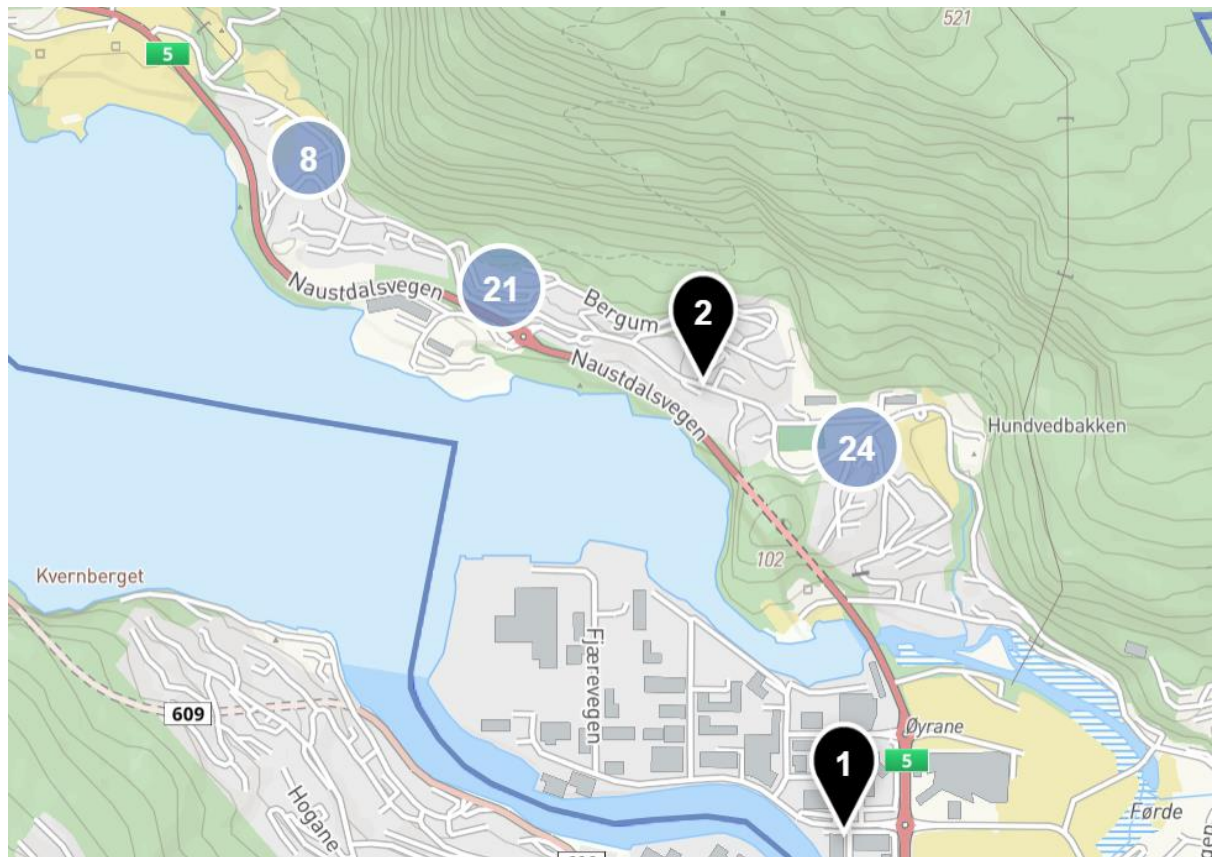 521
5
8
Naustdalsvegen
21
Bergum
2
Naustdalsvegen
Hundvedbakken
24
102
Kvernberget
Fjærevegen
609
Øyrane
1
5
Hogane
Førde